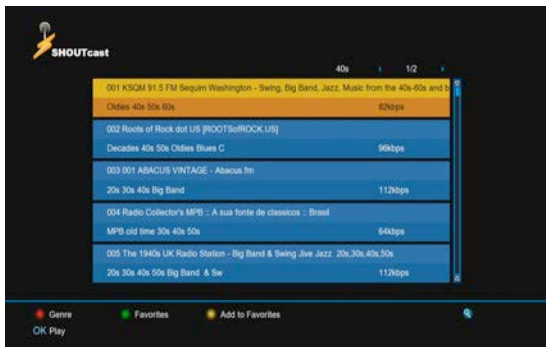 SHOUTcast
40s 1/2
001 KSQM 91.5 FM Sequim Washington - Swing, Big Band, Jazz, Music from the 40s-60s and b
Oldies 40s 50s 60s 82kbps
002 Roots of Rock dot US [ROOTSofROCK.US]
Decades 40s 50s Oldies Blues C 96kbps
003 001 ABACUS VINTAGE - Abacus.fm
20s 30s 40s Big Band 112kbps
004 Radio Collector's MPB :: A sua fonte de classicos :: Brasil
MPB old time 30s 40s 50s 64kbps
005 The 1940s UK Radio Station - Big Band & Swing Jive Jazz 20s,30s,40s,50s
20s 30s 40s 50s Big Band & Sw 112kbps
Genre Favorites Add to Favorites
OK Play